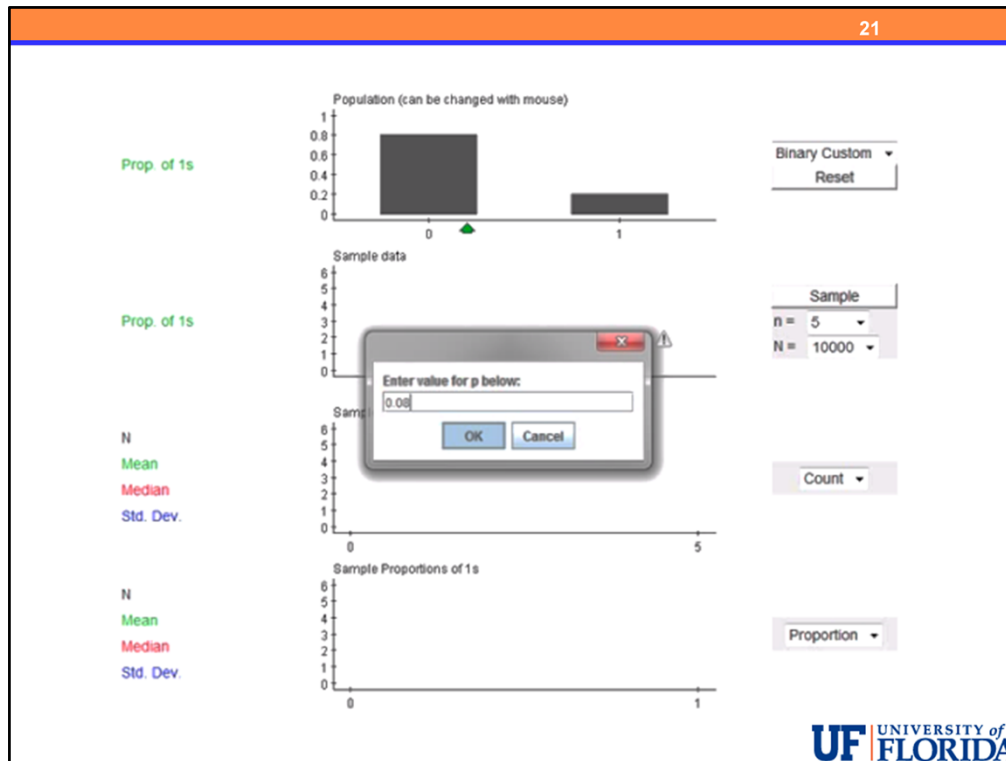 21
Population (can be changed with mouse)
Prop. of 1s
1
0.8
0.6
0.4
0.2
0
0 1
Binary Custom
Reset
Sample data
Prop. of 1s
6
5
4
3
2
1
0
Sample
n = 5
N = 10000
Enter value for p below:
0.08
OK Cancel
Samp
N
Mean
Median
Std. Dev.
6
5
4
3
2
1
0
0 5
Count
Sample Proportions of 1s
N
Mean
Median
Std. Dev.
6
5
4
3
2
1
0
0 1
Proportion
UF UNIVERSITY of
FLORIDA